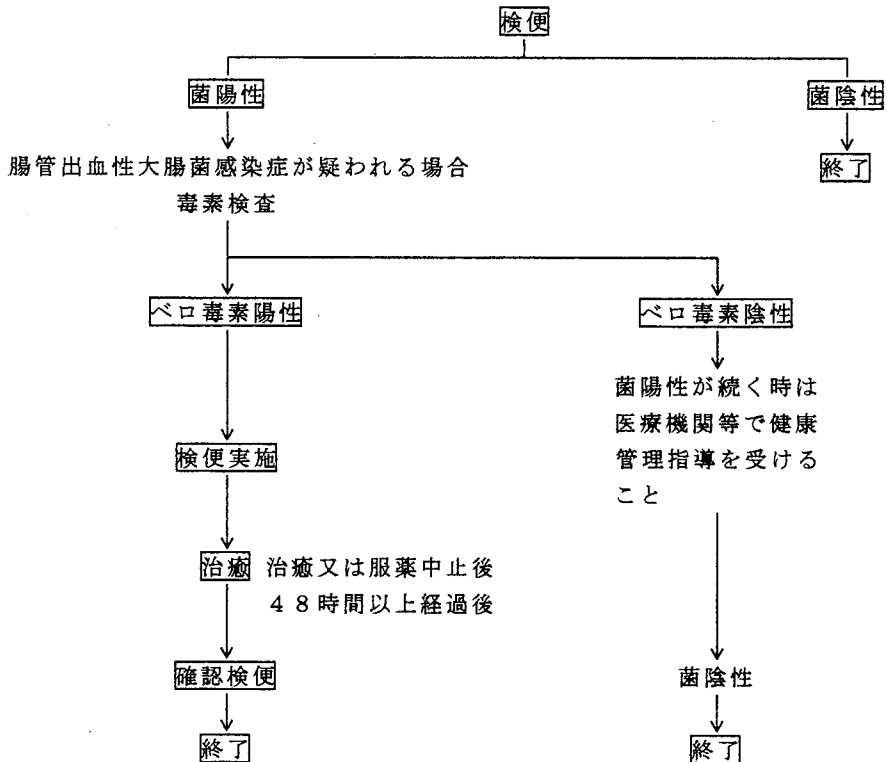 検便
菌陽性
菌陰性
腸管出血性大腸菌感染症が疑われる場合
毒素検査
終了
ベロ毒素陽性
ベロ毒素陰性
菌陽性が続く時は
医療機関等で健康
管理指導を受ける
こと
検便実施
治癒 治癒又は服薬中止後
４８時間以上経過後
確認検便
菌陰性
終了
終了